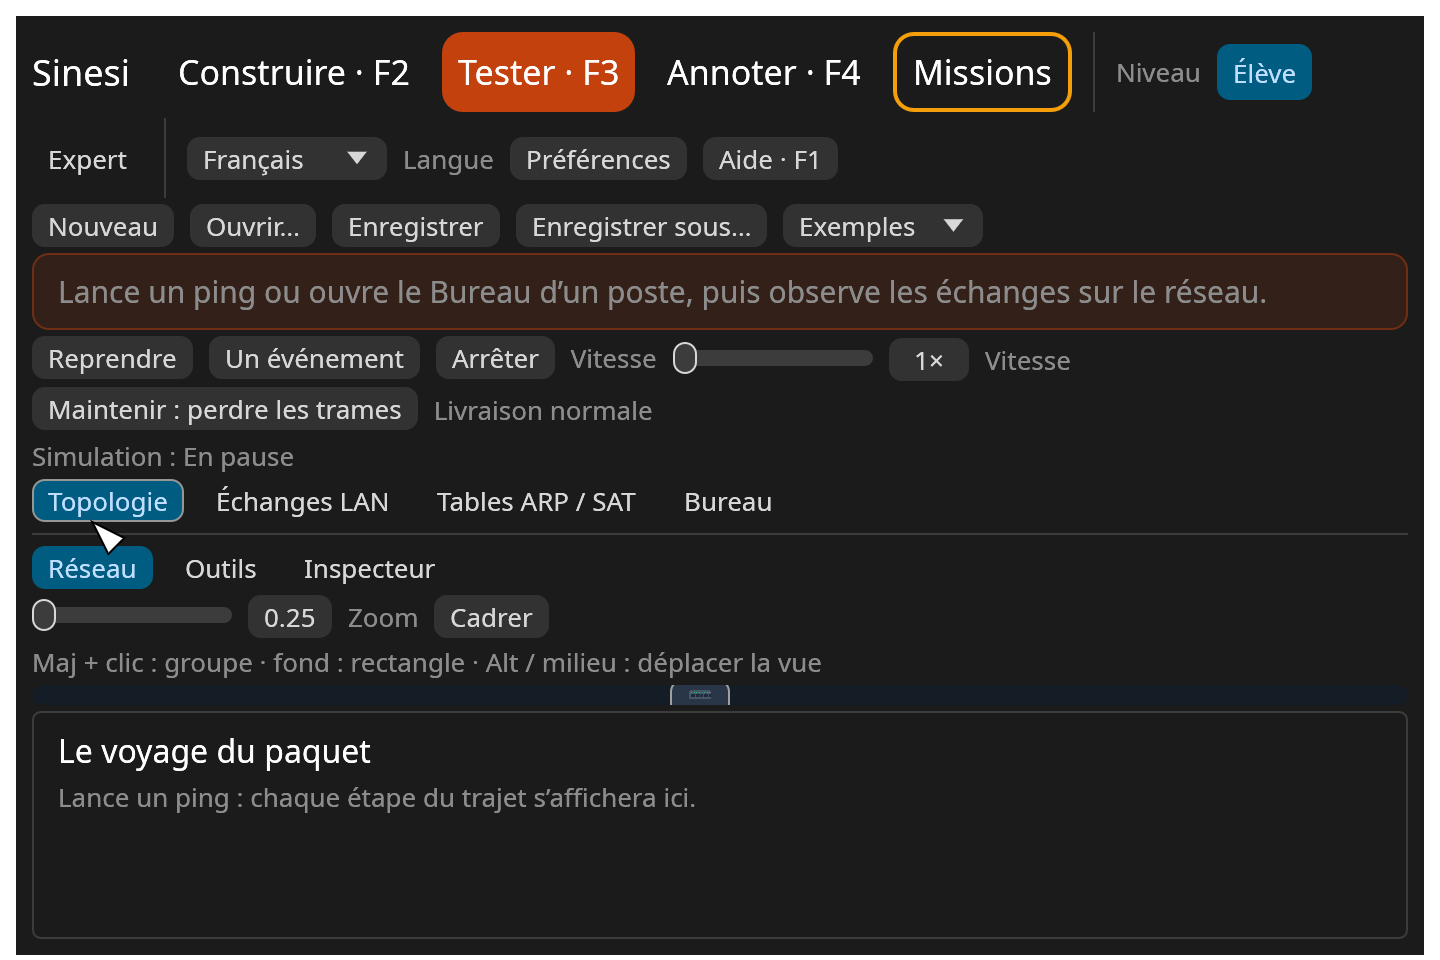 Sinesi Construire · F2 Tester · F3 Annoter · F4 Missions Niveau Élève
Expert Français Langue Préférences Aide · F1
Nouveau Ouvrir... Enregistrer Enregistrer sous... Exemples
Lance un ping ou ouvre le Bureau d’un poste, puis observe les échanges sur le réseau.
Reprendre Un événement Arrêter Vitesse 1× Vitesse
Maintenir : perdre les trames Livraison normale
Simulation : En pause
Topologie Échanges LAN Tables ARP / SAT Bureau
Réseau Outils Inspecteur
0.25 Zoom Cadrer
Maj + clic : groupe · fond : rectangle · Alt / milieu : déplacer la vue
Le voyage du paquet
Lance un ping : chaque étape du trajet s’affichera ici.